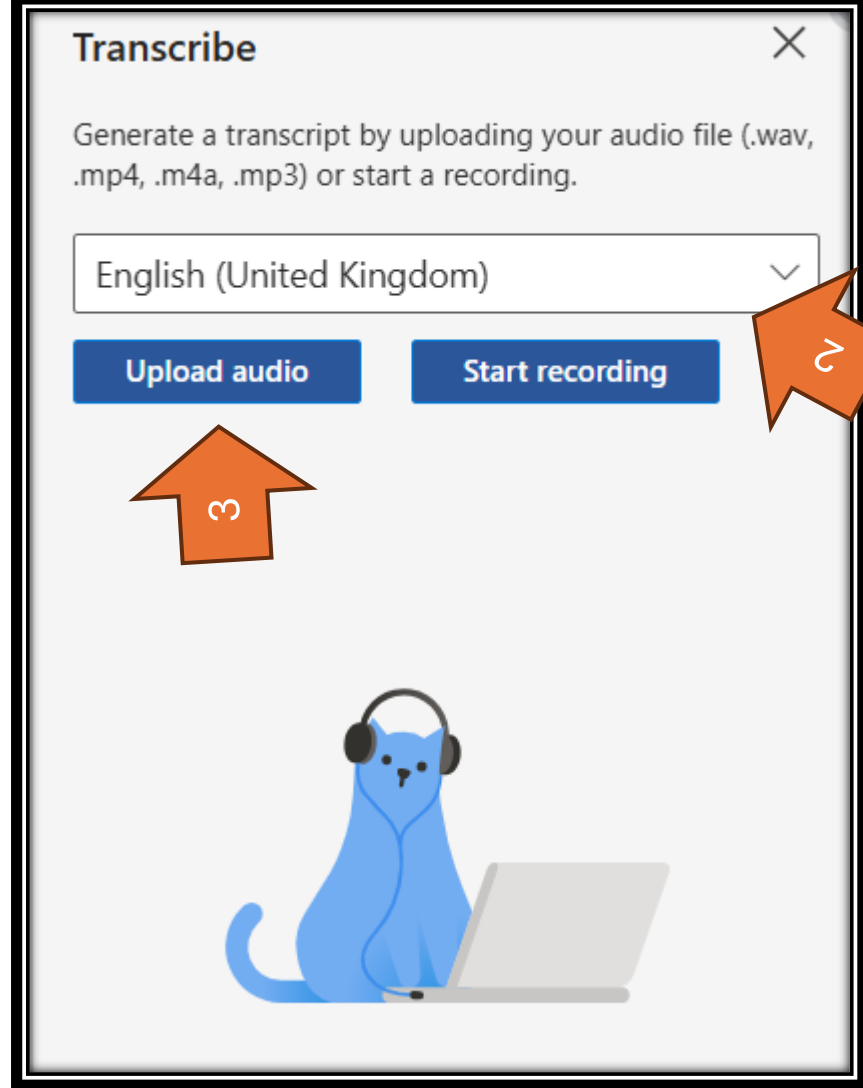 Transcribe
Generate a transcript by uploading your audio file (.wav,
.mp4, .m4a, .mp3) or start a recording.
English (United Kingdom)
2
Upload audio Start recording
3